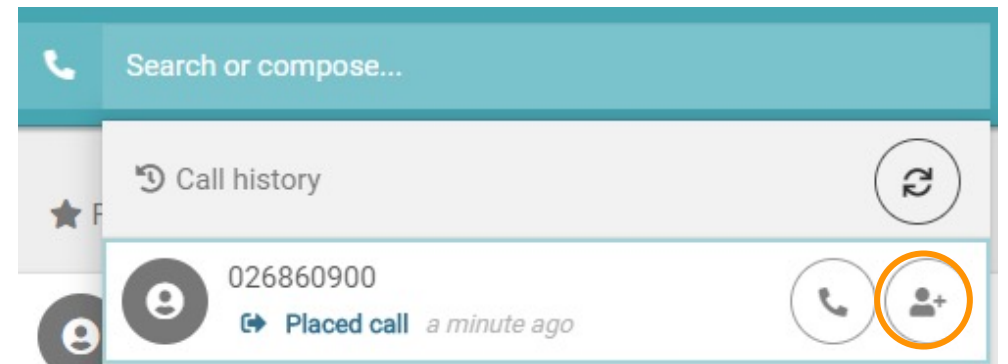 Search or compose...
Call history
F
026860900
Placed call a minute ago